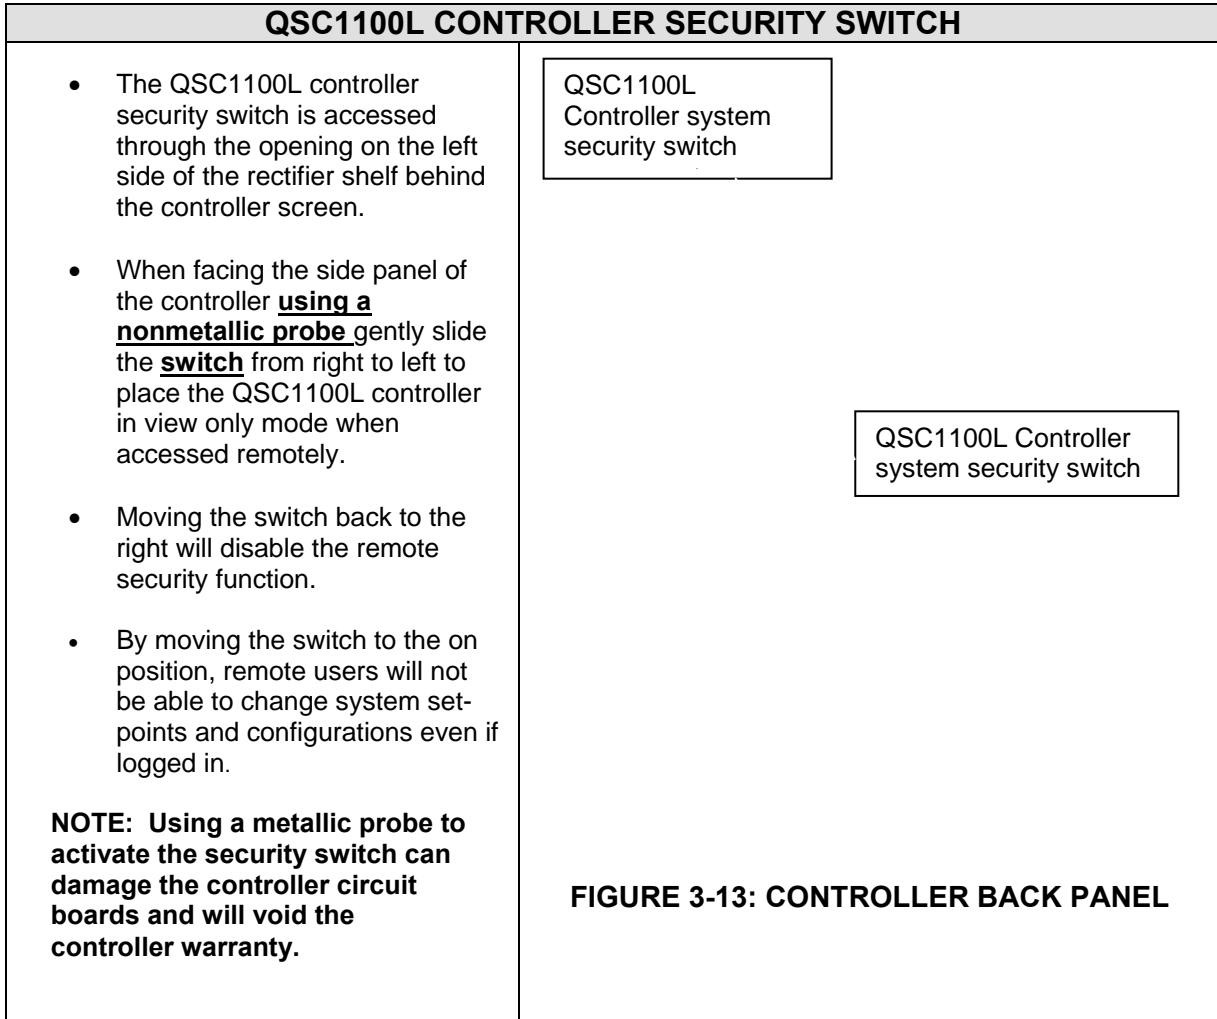 QSC1100L CONTROLLER SECURITY SWITCH
• The QSC1100L controller
security switch is accessed
through the opening on the left
side of the rectifier shelf behind
the controller screen.
• When facing the side panel of
the controller using a
nonmetallic probe gently slide
the switch from right to left to
place the QSC1100L controller
in view only mode when
accessed remotely.
• Moving the switch back to the
right will disable the remote
security function.
• By moving the switch to the on
position, remote users will not
be able to change system set-
points and configurations even if
logged in.
NOTE: Using a metallic probe to
activate the security switch can
damage the controller circuit
boards and will void the
controller warranty.
QSC1100L
Controller system
security switch
QSC1100L Controller
system security switch
FIGURE 3-13: CONTROLLER BACK PANEL